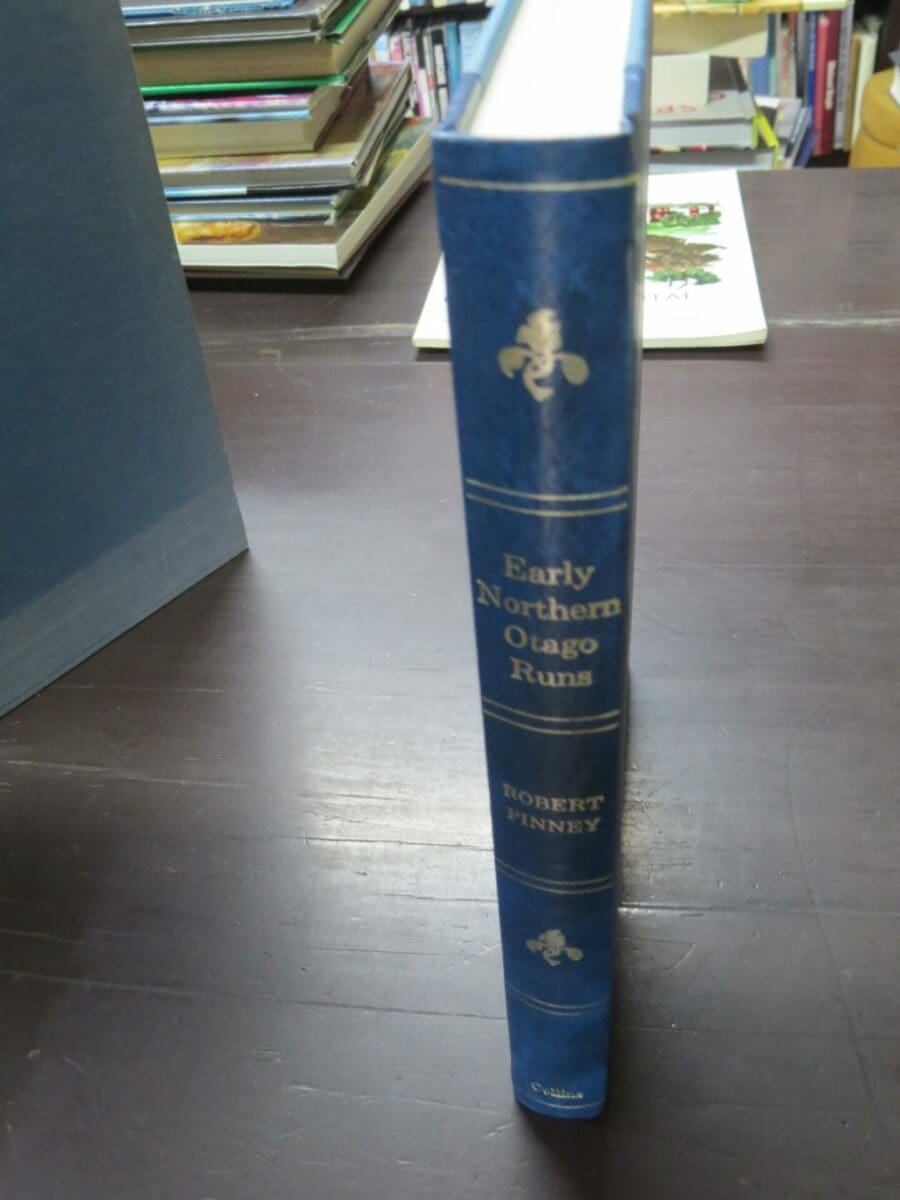 Early
Northern
Otago
Runs
ROBERT
PINNEY
Collins